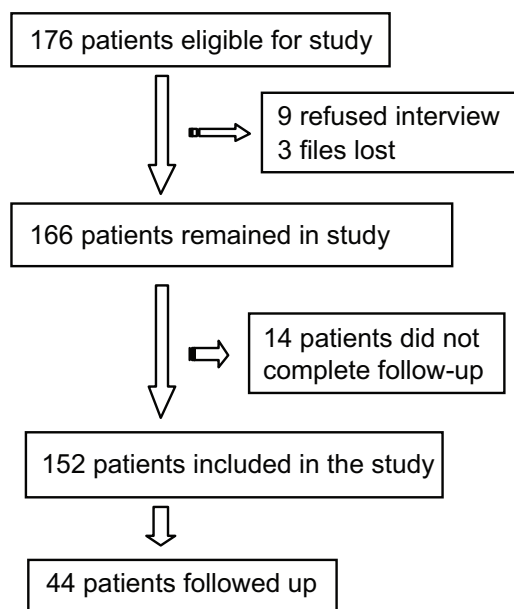 176 patients eligible for study
9 refused interview
3 files lost
166 patients remained in study
14 patients did not
complete follow-up
152 patients included in the study
44 patients followed up